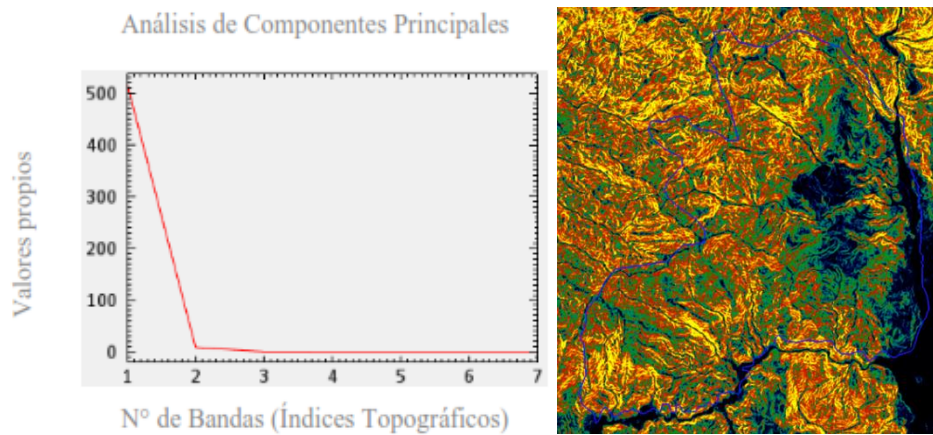 Análisis de Componentes Principales
500
400
300
200
100
0
Valores propios
1 2 3 4 5 6 7
N° de Bandas (Índices Topográficos)